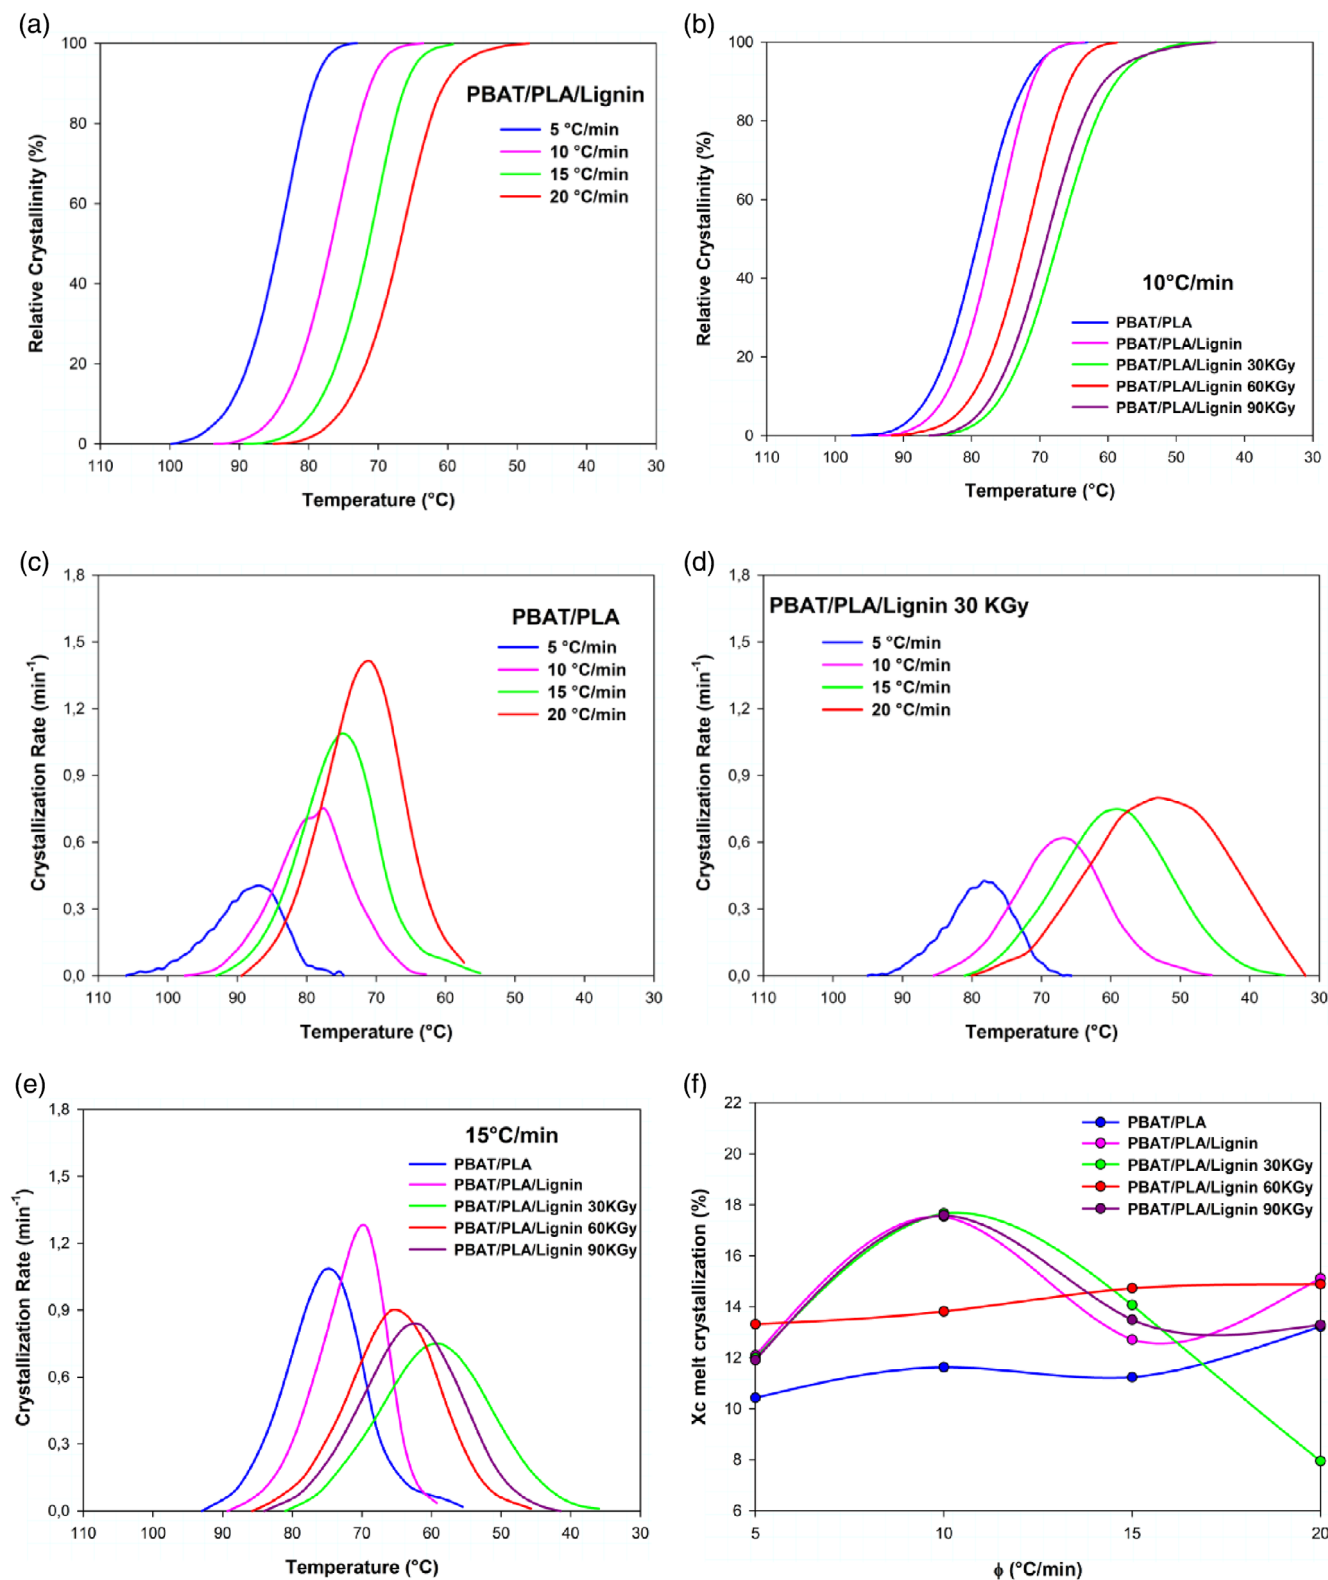 (a)
100
80
60
40
20
0
Relative Crystallinity (%)
PBAT/PLA/Lignin
5 °C/min
10 °C/min
15 °C/min
20 °C/min
110 100 90 80 70 60 50 40 30
Temperature (°C)
(b)
100
80
60
40
20
0
Relative Crystallinity (%)
10°C/min
PBAT/PLA
PBAT/PLA/Lignin
PBAT/PLA/Lignin 30KGy
PBAT/PLA/Lignin 60KGy
PBAT/PLA/Lignin 90KGy
110 100 90 80 70 60 50 40 30
Temperature (°C)
(c)
1,8
1,5
1,2
0,9
0,6
0,3
0,0
Crystallization Rate (min⁻¹)
PBAT/PLA
5 °C/min
10 °C/min
15 °C/min
20 °C/min
110 100 90 80 70 60 50 40 30
Temperature (°C)
(d)
1,8
1,5
1,2
0,9
0,6
0,3
0,0
Crystallization Rate (min⁻¹)
PBAT/PLA/Lignin 30 KGy
5 °C/min
10 °C/min
15 °C/min
20 °C/min
110 100 90 80 70 60 50 40 30
Temperature (°C)
(e)
1,8
1,5
1,2
0,9
0,6
0,3
0,0
Crystallization Rate (min⁻¹)
15°C/min
PBAT/PLA
PBAT/PLA/Lignin
PBAT/PLA/Lignin 30KGy
PBAT/PLA/Lignin 60KGy
PBAT/PLA/Lignin 90KGy
110 100 90 80 70 60 50 40 30
Temperature (°C)
(f)
22
20
18
16
14
12
10
8
6
Xc melt crystallization (%)
PBAT/PLA
PBAT/PLA/Lignin
PBAT/PLA/Lignin 30KGy
PBAT/PLA/Lignin 60KGy
PBAT/PLA/Lignin 90KGy
5 10 15 20
ϕ (°C/min)